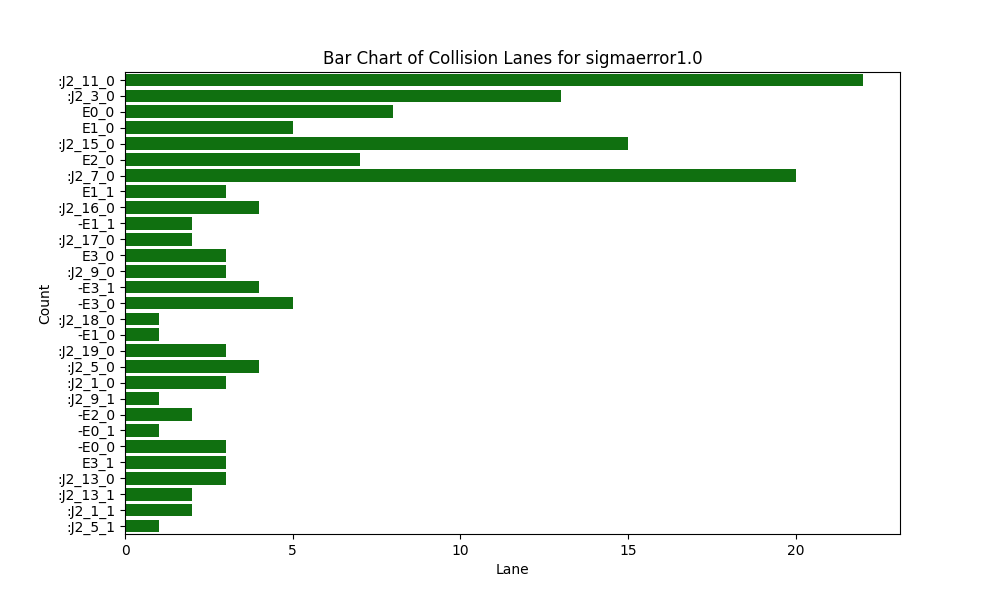 Bar Chart of Collision Lanes for sigmaerror1.0
:J2_11_0
:J2_3_0
E0_0
E1_0
:J2_15_0
E2_0
:J2_7_0
E1_1
:J2_16_0
-E1_1
:J2_17_0
E3_0
:J2_9_0
-E3_1
-E3_0
:J2_18_0
-E1_0
:J2_19_0
:J2_5_0
:J2_1_0
:J2_9_1
-E2_0
-E0_1
-E0_0
E3_1
:J2_13_0
:J2_13_1
:J2_1_1
:J2_5_1
Count
0 5 10 15 20
Lane